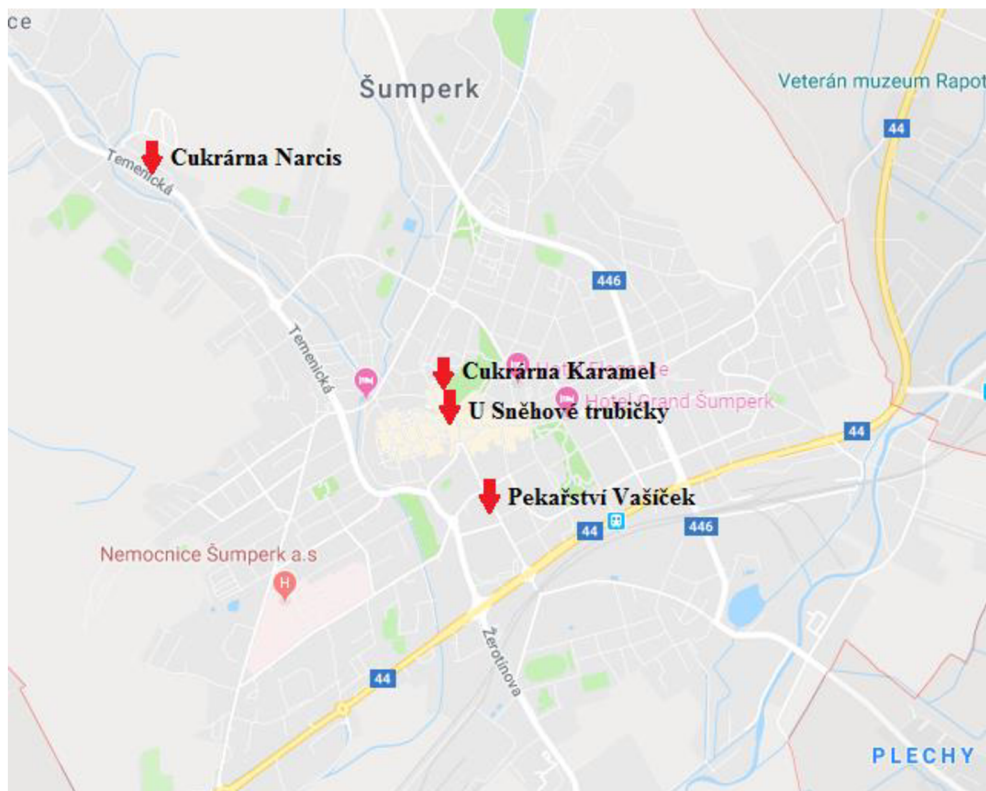 ce
Šumperk
Veterán muzeum Rapot
44
Temenická
Cukrárna Narcis
446
Temenická
Cukrárna Karamel
Hotel Grand Šumperk
U Sněhové trubičky
44
Pekařství Vašíček
44
446
Nemocnice Šumperk a.s
H
Žerotínova
44
PLECHY